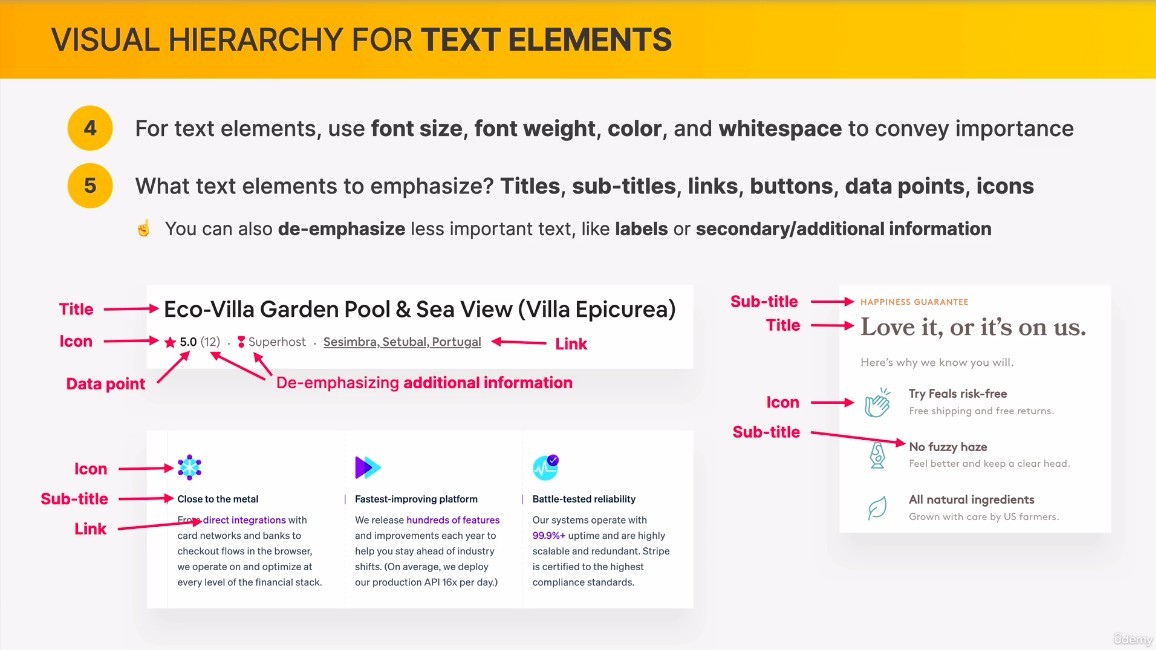 VISUAL HIERARCHY FOR TEXT ELEMENTS
4
For text elements, use font size, font weight, color, and whitespace to convey importance
5
What text elements to emphasize? Titles, sub-titles, links, buttons, data points, icons
☝️ You can also de-emphasize less important text, like labels or secondary/additional information
Title
Eco-Villa Garden Pool & Sea View (Villa Epicurea)
Icon
5.0 (12) · Superhost · Sesimbra, Setubal, Portugal
Link
Data point
De-emphasizing additional information
Icon
Sub-title
Close to the metal
Link
From direct integrations with
card networks and banks to
checkout flows in the browser,
we operate on and optimize at
every level of the financial stack.
Fastest-improving platform
We release hundreds of features
and improvements each year to
help you stay ahead of industry
shifts. (On average, we deploy
our production API 16x per day.)
Battle-tested reliability
Our systems operate with
99.9%+ uptime and are highly
scalable and redundant. Stripe
is certified to the highest
compliance standards.
Sub-title
HAPPINESS GUARANTEE
Title
Love it, or it's on us.
Here's why we know you will.
Icon
Try Feals risk-free
Free shipping and free returns.
Sub-title
No fuzzy haze
Feel better and keep a clear head.
All natural ingredients
Grown with care by US farmers.
ûdemy